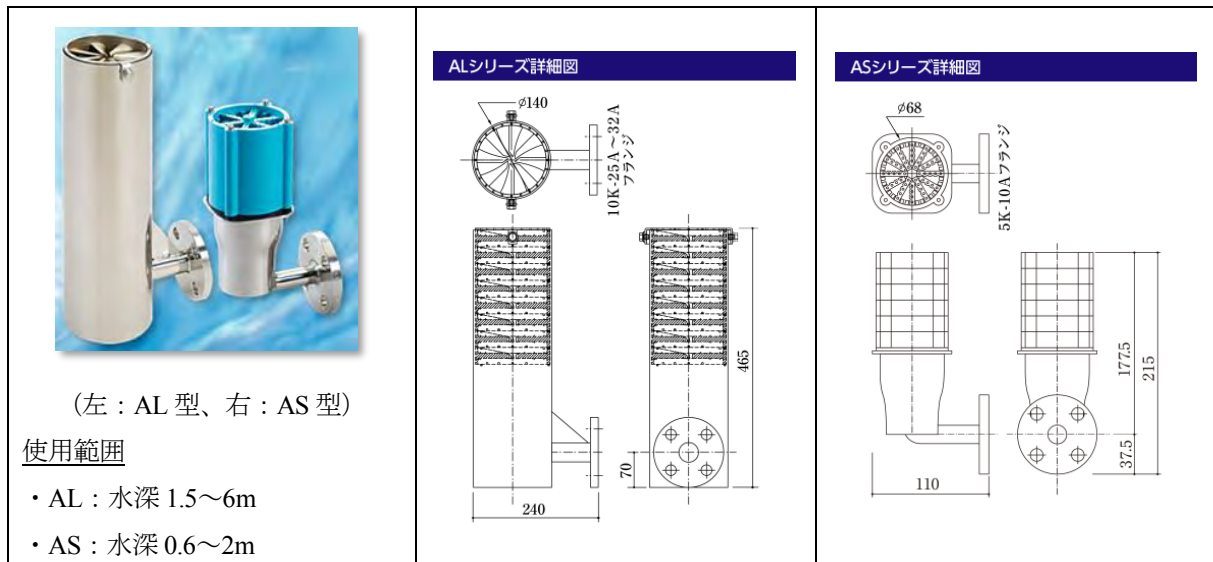 (左：AL 型、右：AS 型)
使用範囲
・AL：水深 1.5～6m
・AS：水深 0.6～2m
ALシリーズ詳細図
ø140
10K-25A～32A
フランジ
465
70
240
ASシリーズ詳細図
ø68
5K-10Aフランジ
177.5
215
37.5
110